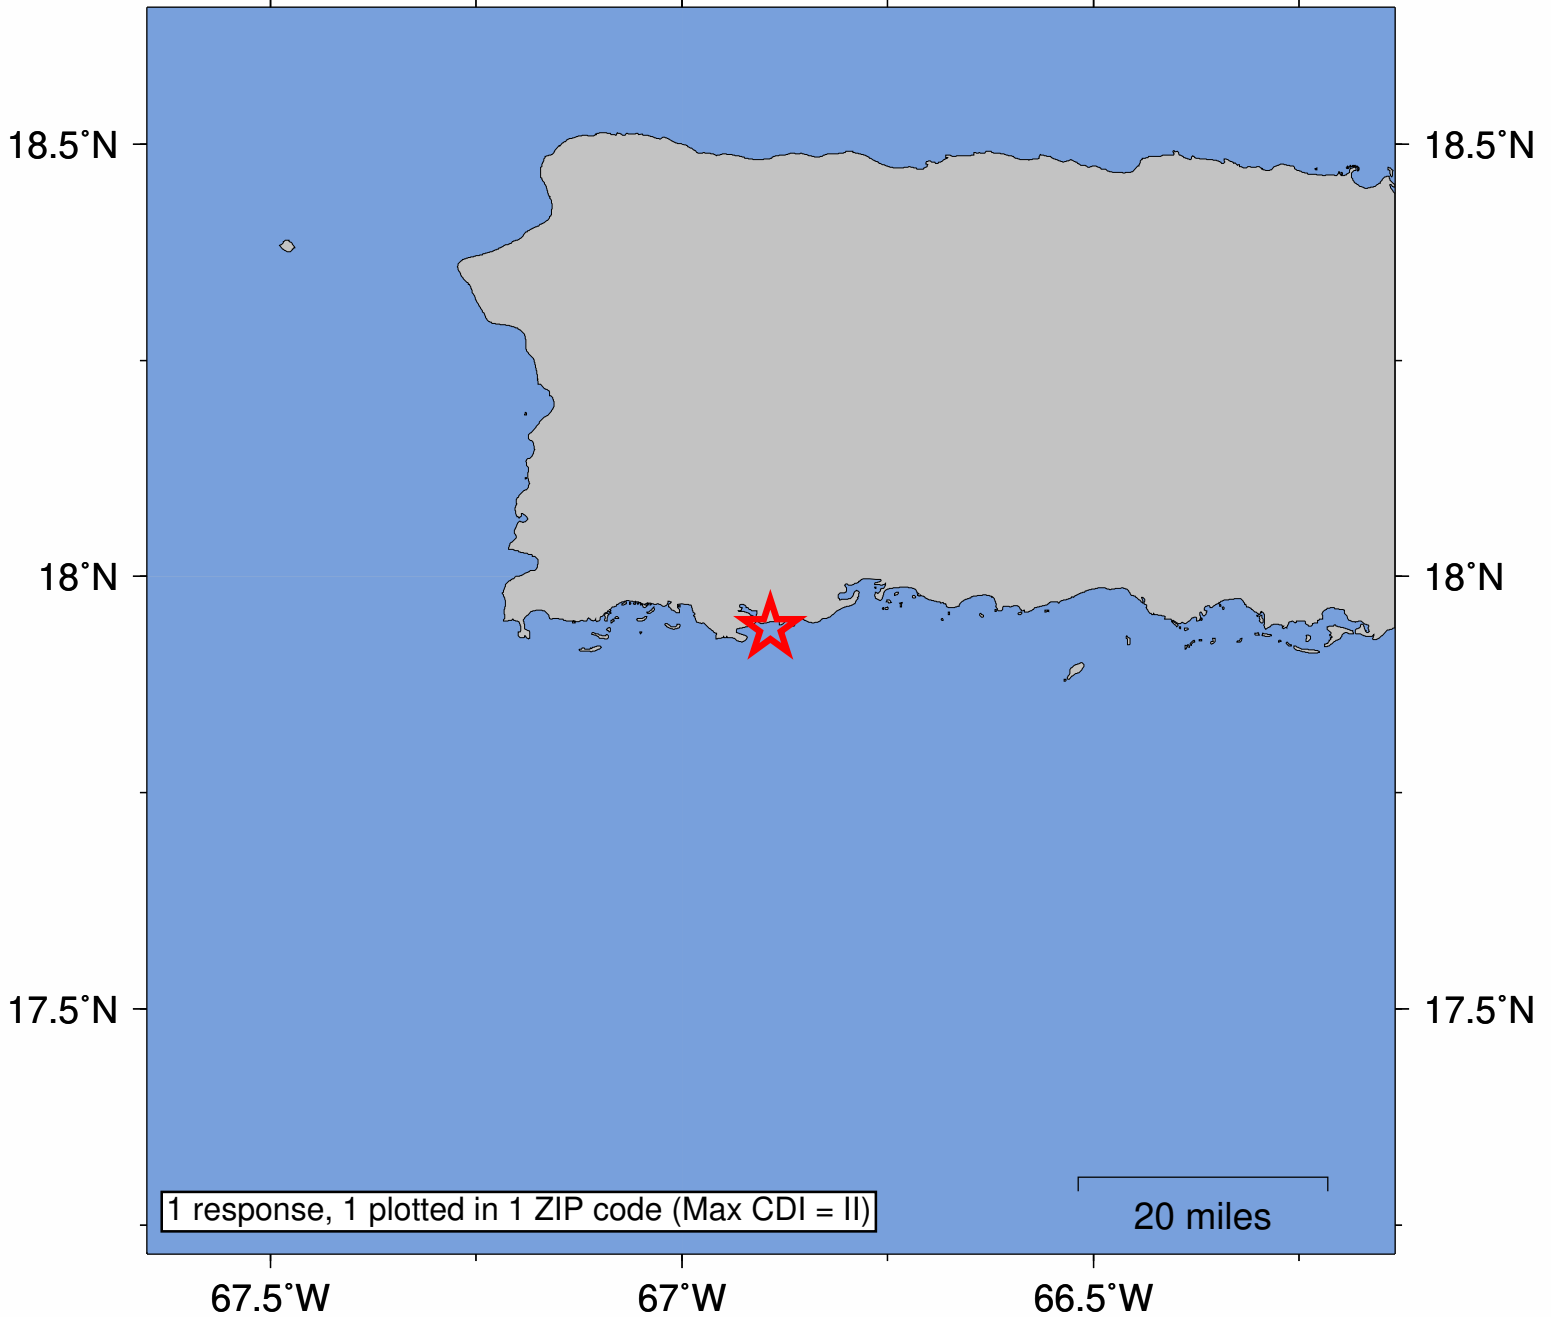 18.5˚N 18.5˚N
18˚N 18˚N
17.5˚N 17.5˚N
1 response, 1 plotted in 1 ZIP code (Max CDI = II)
20 miles
67.5˚W 67˚W 66.5˚W